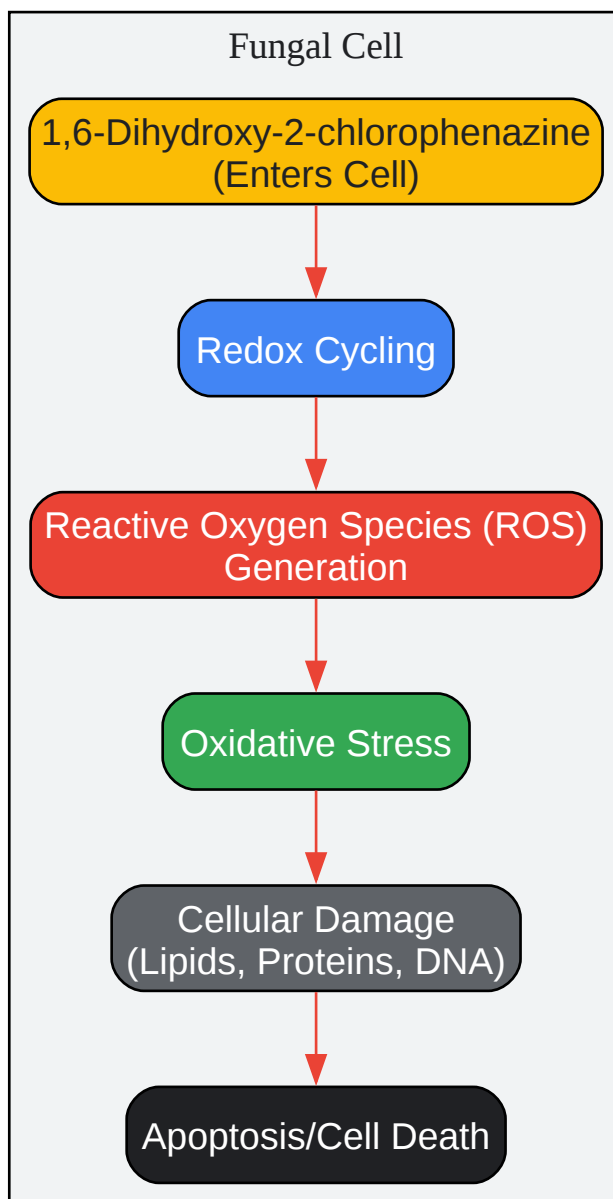 Fungal Cell
1,6-Dihydroxy-2-chlorophenazine
(Enters Cell)
Redox Cycling
Reactive Oxygen Species (ROS)
Generation
Oxidative Stress
Cellular Damage
(Lipids, Proteins, DNA)
Apoptosis/Cell Death